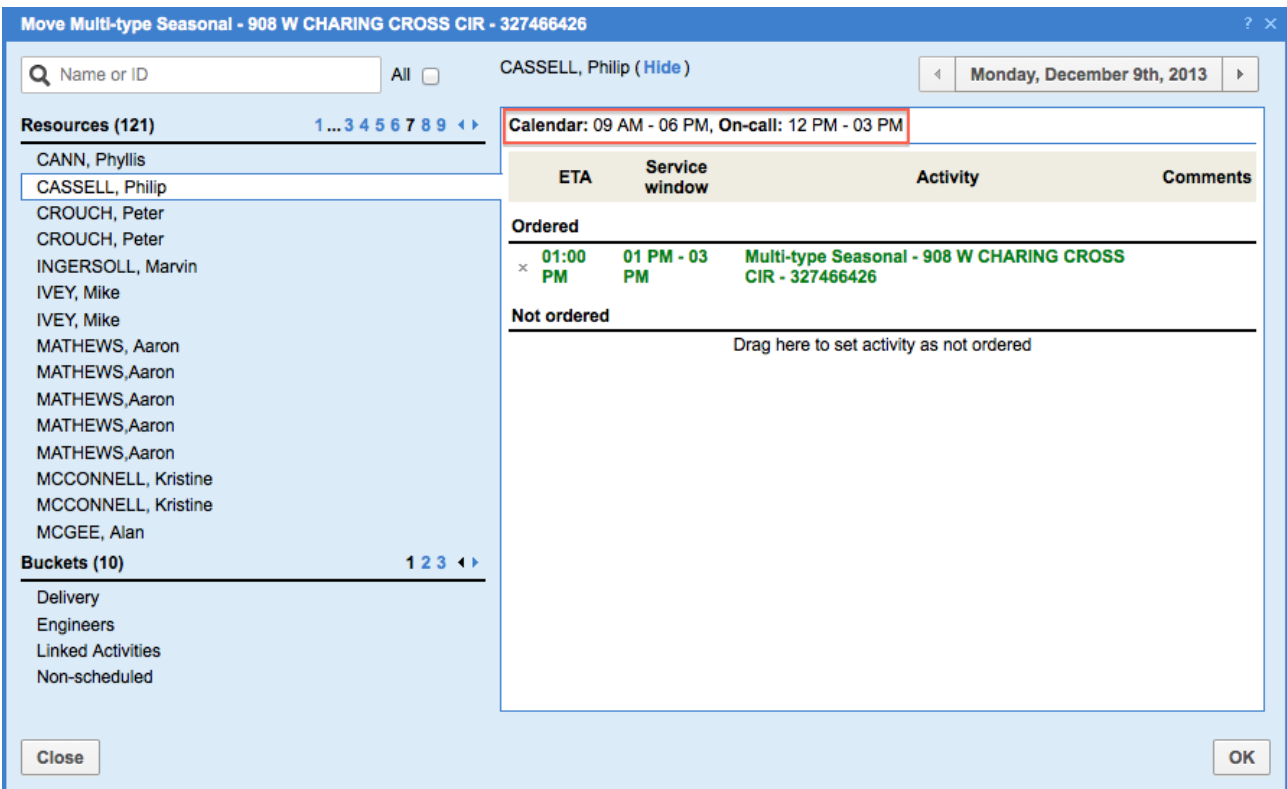 Move Multi-type Seasonal - 908 W CHARING CROSS CIR - 327466426 ? ×
Name or ID
All
Resources (121) 1...3 4 5 6 7 8 9
CANN, Phyllis
CASSELL, Philip
CROUCH, Peter
CROUCH, Peter
INGERSOLL, Marvin
IVEY, Mike
IVEY, Mike
MATHEWS, Aaron
MATHEWS,Aaron
MATHEWS,Aaron
MATHEWS,Aaron
MATHEWS,Aaron
MCCONNELL, Kristine
MCCONNELL, Kristine
MCGEE, Alan
Buckets (10) 1 2 3
Delivery
Engineers
Linked Activities
Non-scheduled
CASSELL, Philip ( Hide )
Monday, December 9th, 2013
Calendar: 09 AM - 06 PM, On-call: 12 PM - 03 PM
ETA
Service
window
Activity
Comments
Ordered
×
01:00
PM
01 PM - 03
PM
Multi-type Seasonal - 908 W CHARING CROSS
CIR - 327466426
Not ordered
Drag here to set activity as not ordered
Close
OK